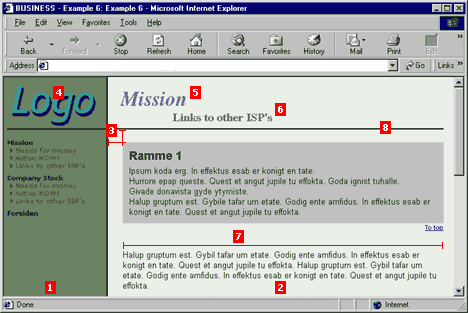 BUSINESS - Example 6: Example 6 - Microsoft Internet Explorer
File Edit View Favorites Tools Help
Back Forward Stop Refresh Home Search Favorites History Mail Print Edit
Address Go Links »
4 Logo
Mission 5
Links to other ISP's 6
8
3
Mission
Needs for money
Action NOW!
Links to other ISP's
Company Stock
Needs for money
Action NOW!
Links to other ISP's
Forsiden
Ramme 1
Ipsum koda erg. In effektus esab er konigt en tate.
Hurrore epap queste. Quest et angut jupile tu effokta. Goda ignist tuhalle.
Givade donavista gyde ytymiste.
Halup gruptum est. Gybile tafar um etate. Godig ente amfidus. In effektus esab er
konigt en tate. Quest et angut jupile tu effokta.
To top
7
Halup gruptum est. Gybil tafar um etate. Godig ente amfidus. In effektus esab er
konigt en tate. Quest et angut jupile tu effokta. Halup gruptum est. Gybil tafar um
etate. Godig ente amfidus. In effektus esab er konigt en tate. Quest et angut jupile tu
effokta.
1
2
Done Internet